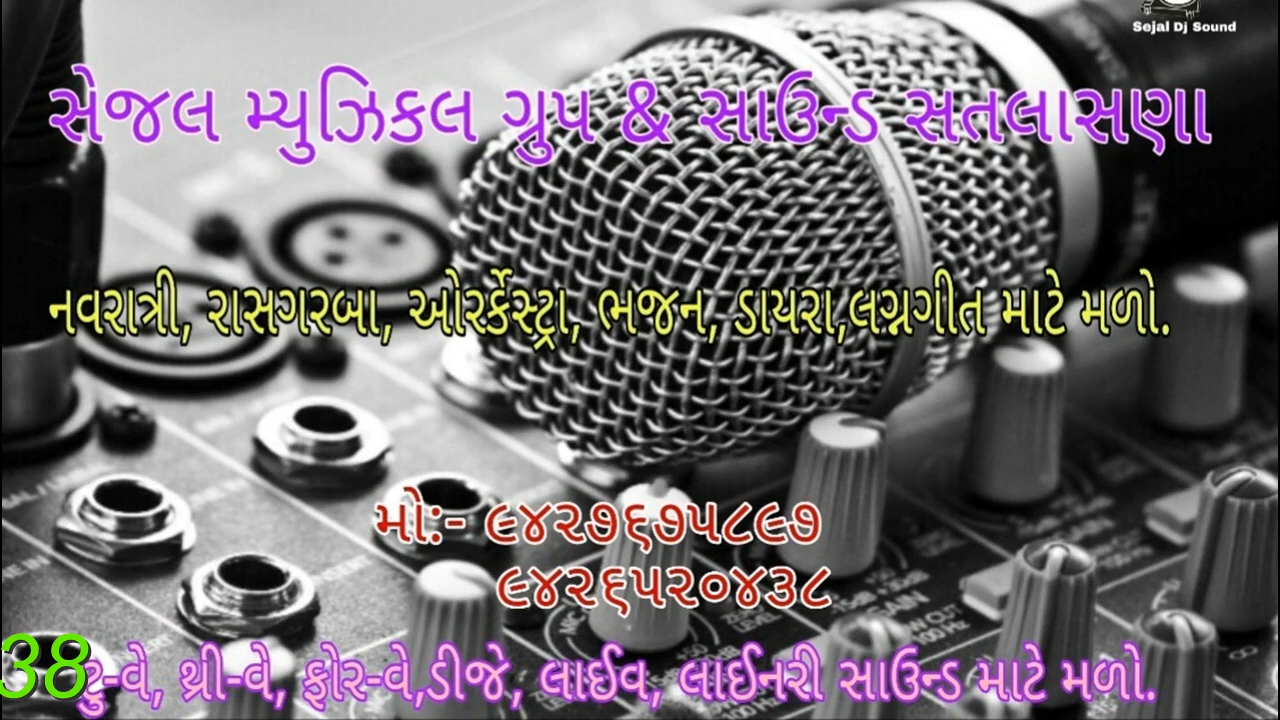 Sejal Dj Sound
સેજલ મ્યુઝિકલ ગ્રુપ & સાઉન્ડ સતલાસણા
નવરાત્રી, રાસગરબા, ઓરર્કેસ્ટ્રા, ભજન, ડાયરા,લગ્નગીત માટે મળો.
મોઃ- ૯૪૨૭૬૭૫૮૯૭
૯૪૨૬૫૨૦૪૩૮
38
ટુ-વે, થ્રી-વે, ફોર-વે,ડીજે, લાઈવ, લાઈનરી સાઉન્ડ માટે મળો.